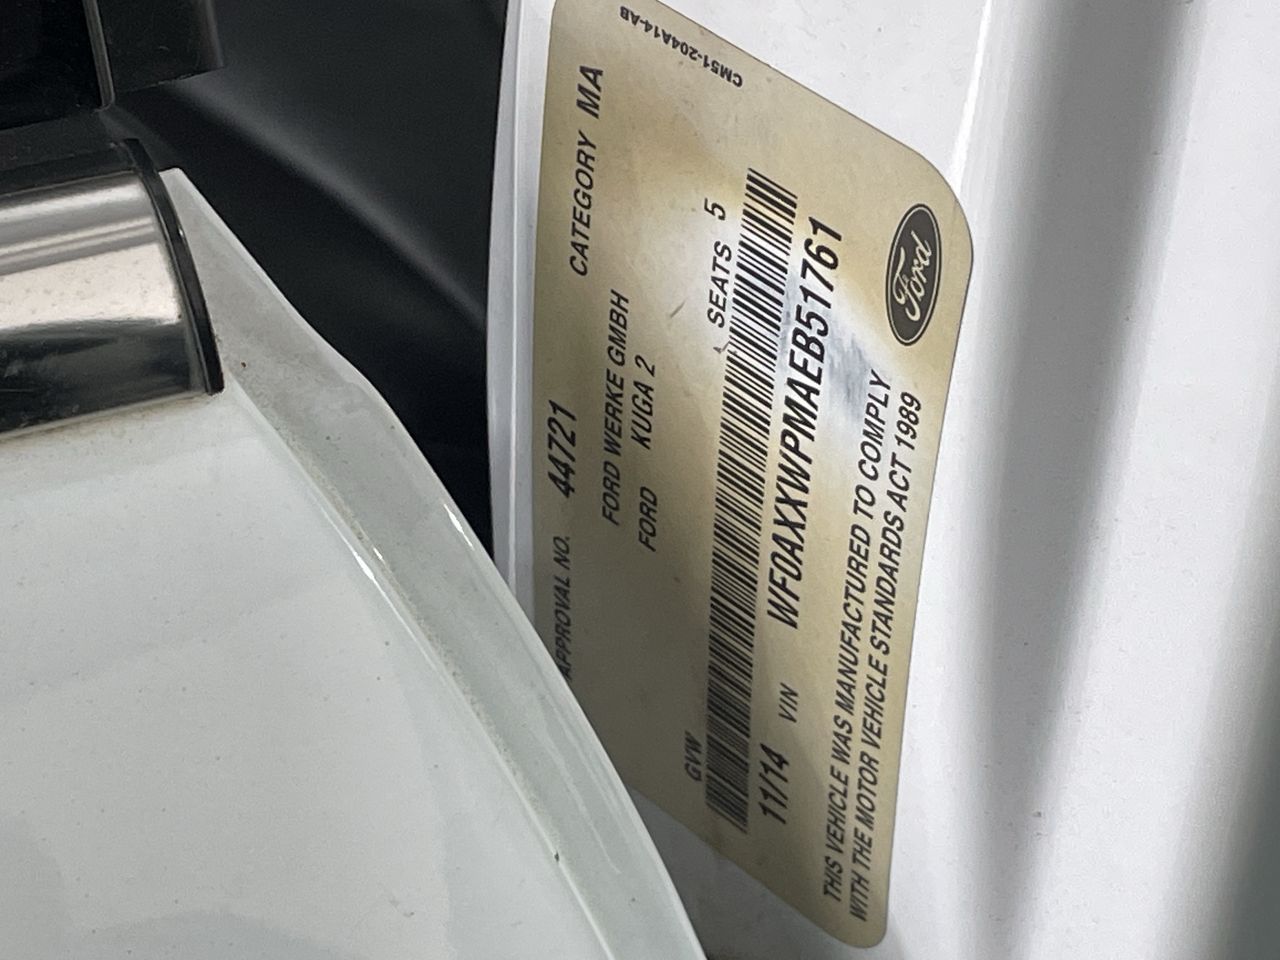 CM51-204A14-AB
APPROVAL NO. 44721 CATEGORY MA
FORD WERKE GMBH
FORD KUGA 2
GVW SEATS 5
11/14 VIN WF0AXXWPMAEB51761
THIS VEHICLE WAS MANUFACTURED TO COMPLY
WITH THE MOTOR VEHICLE STANDARDS ACT 1989
Ford